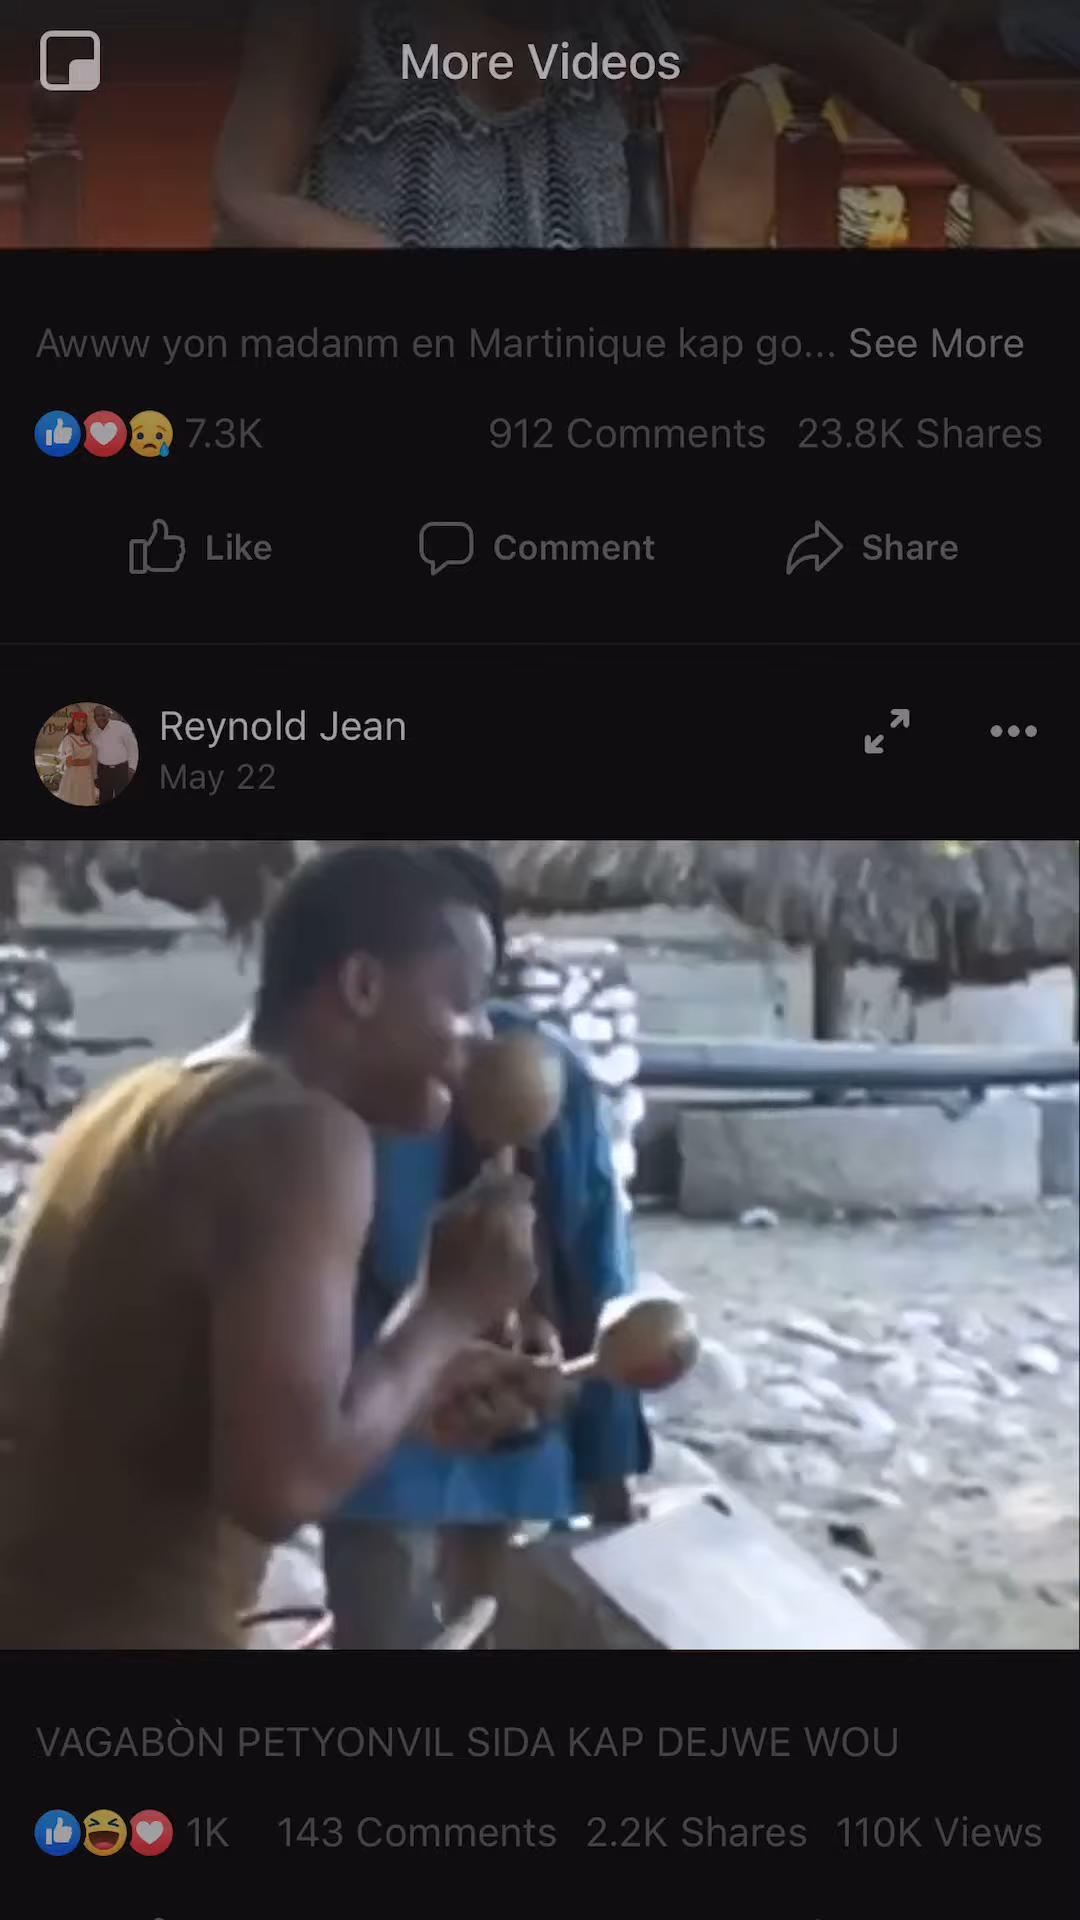 More Videos
Awww yon madanm en Martinique kap go... See More
7.3K 912 Comments 23.8K Shares
Like Comment Share
Reynold Jean
May 22
VAGABÒN PETYONVIL SIDA KAP DEJWE WOU
1K 143 Comments 2.2K Shares 110K Views